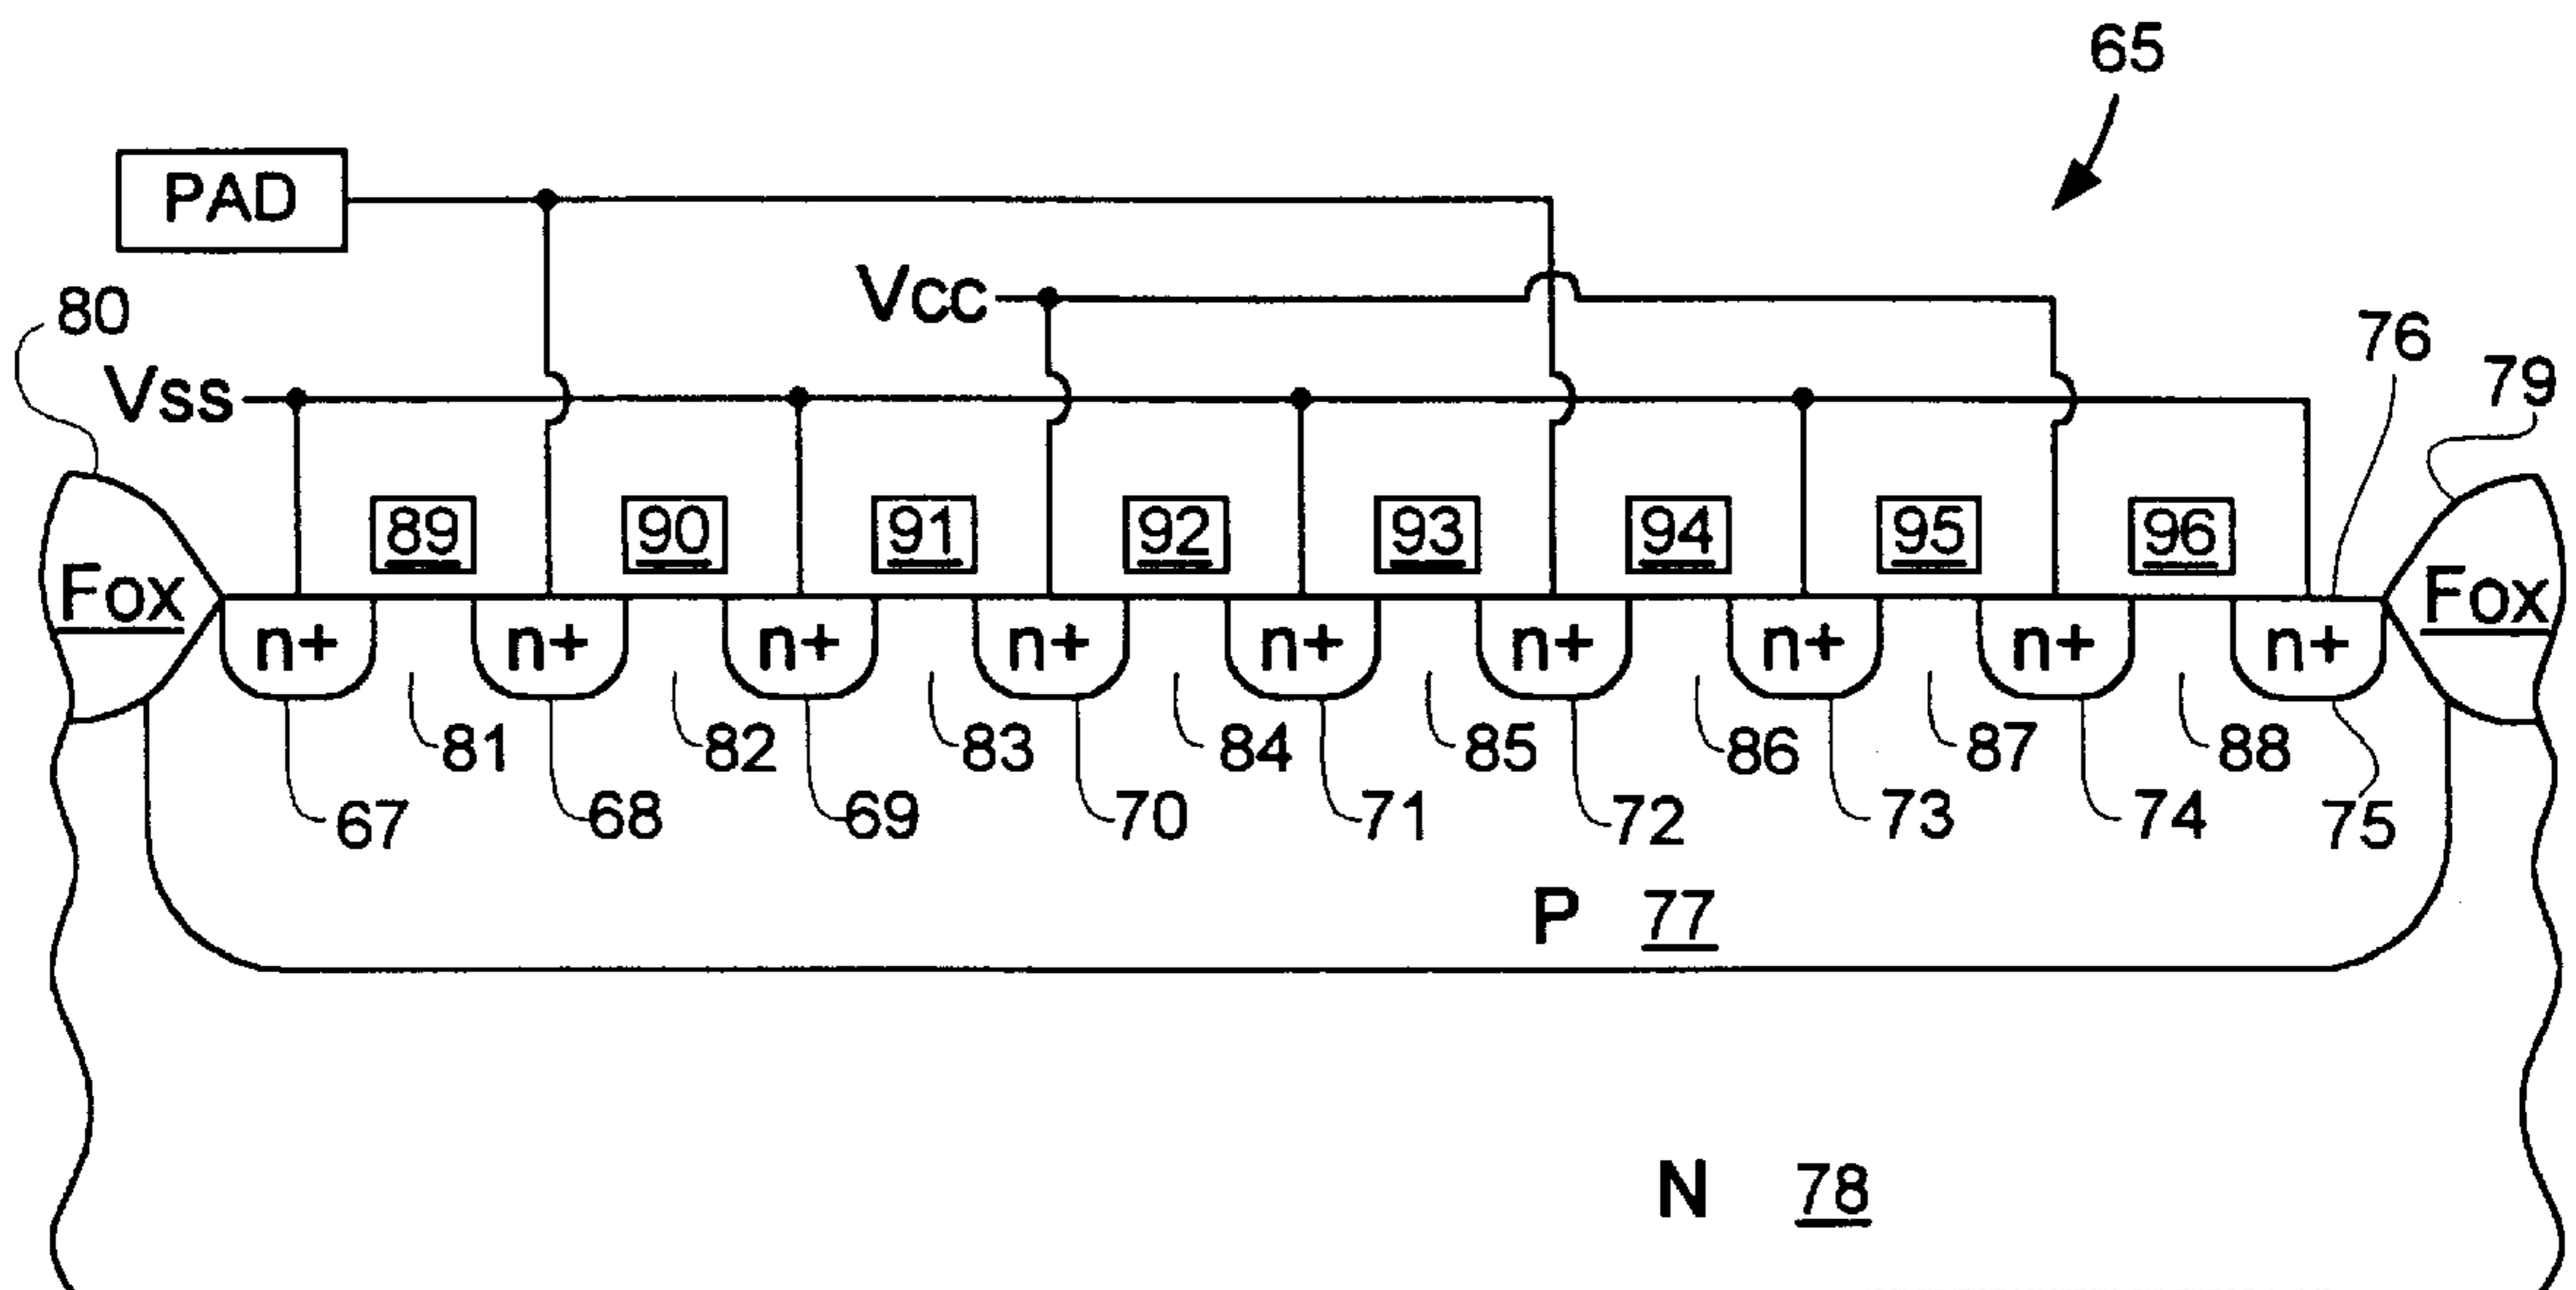 65
PAD
Vcc
80
76
79
Vss
89 90 91 92 93 94 95 96
Fox
Fox
n+ n+ n+ n+ n+ n+ n+ n+ n+
81 82 83 84 85 86 87 88
67 68 69 70 71 72 73 74 75
P 77
N 78